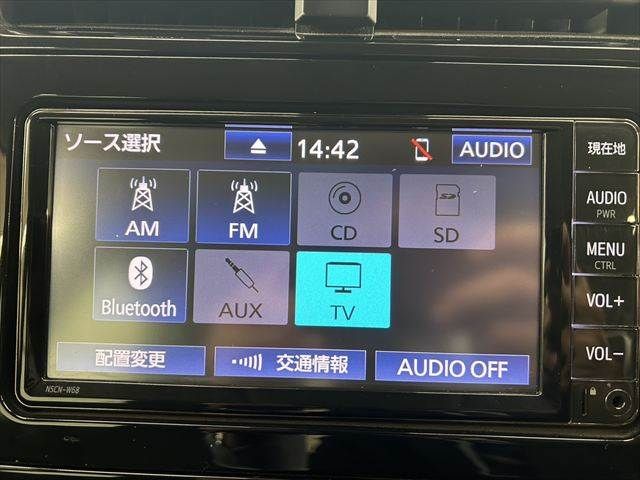 ソース選択 14:42 AUDIO
AM FM CD SD
Bluetooth AUX TV
配置変更 交通情報 AUDIO OFF
NSCN-W68
現在地
AUDIO
PWR
MENU
CTRL
VOL+
VOL−